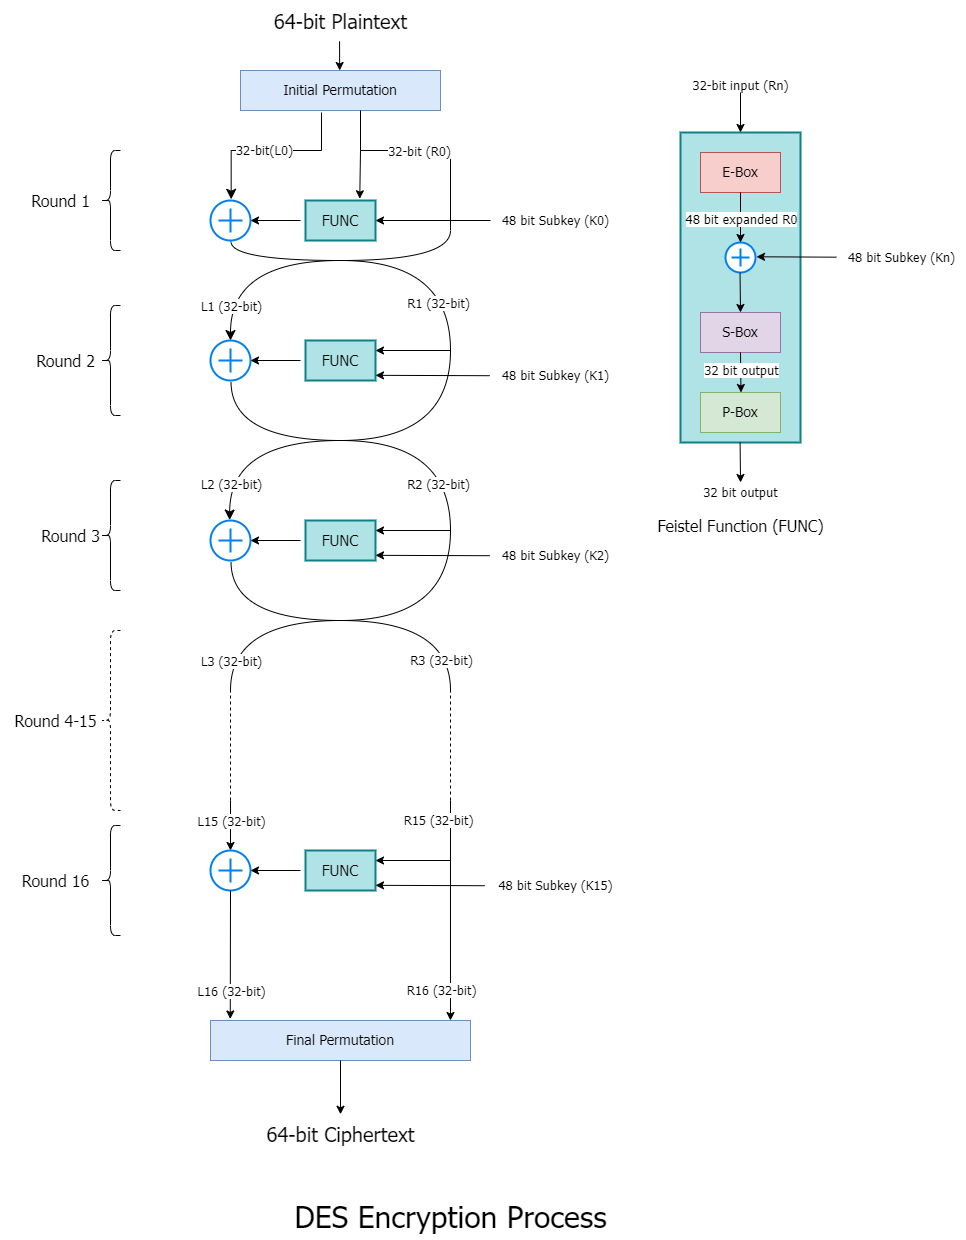 64-bit Plaintext
Initial Permutation
32-bit(L0)
32-bit (R0)
Round 1
FUNC
48 bit Subkey (K0)
L1 (32-bit)
R1 (32-bit)
Round 2
FUNC
48 bit Subkey (K1)
L2 (32-bit)
R2 (32-bit)
Round 3
FUNC
48 bit Subkey (K2)
L3 (32-bit)
R3 (32-bit)
Round 4-15
L15 (32-bit)
R15 (32-bit)
Round 16
FUNC
48 bit Subkey (K15)
L16 (32-bit)
R16 (32-bit)
Final Permutation
64-bit Ciphertext
32-bit input (Rn)
E-Box
48 bit expanded R0
48 bit Subkey (Kn)
S-Box
32 bit output
P-Box
32 bit output
Feistel Function (FUNC)
DES Encryption Process